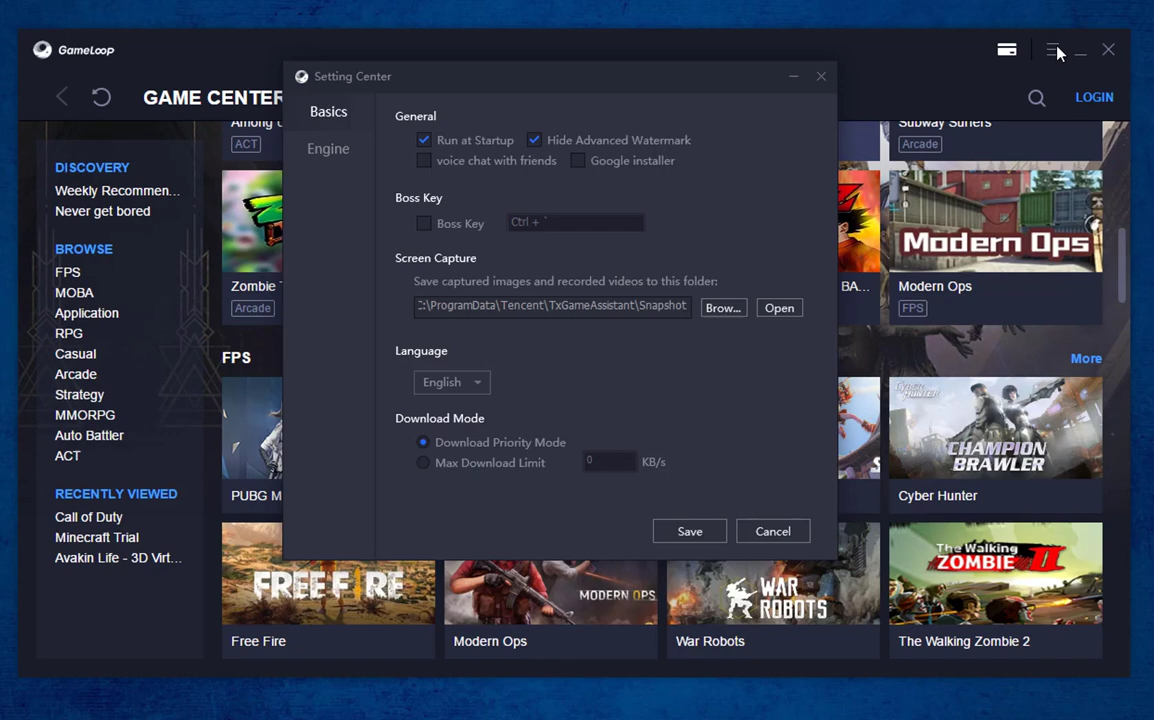 GameLoop
GAME CENTER
LOGIN
DISCOVERY
Weekly Recommen...
Never get bored
BROWSE
FPS
MOBA
Application
RPG
Casual
Arcade
Strategy
MMORPG
Auto Battler
ACT
RECENTLY VIEWED
Call of Duty
Minecraft Trial
Avakin Life - 3D Virt...
Setting Center
Basics
Engine
General
Run at Startup Hide Advanced Watermark
voice chat with friends Google installer
Boss Key
Boss Key Ctrl + `
Screen Capture
Save captured images and recorded videos to this folder:
:\ProgramData\Tencent\TxGameAssistant\Snapshot Brow... Open
Language
English
Download Mode
Download Priority Mode
Max Download Limit 0 KB/s
Save Cancel
Among
ACT
Subway Surfers
Arcade
Zombie
Arcade
BA...
Modern Ops
Modern Ops
FPS
FPS
More
PUBG M
CYBER HUNTER
CHAMPION
BRAWLER
Cyber Hunter
FREE FIRE
Free Fire
MODERN OPS
Modern Ops
WAR
ROBOTS
War Robots
The Walking
ZOMBIE II
The Walking Zombie 2